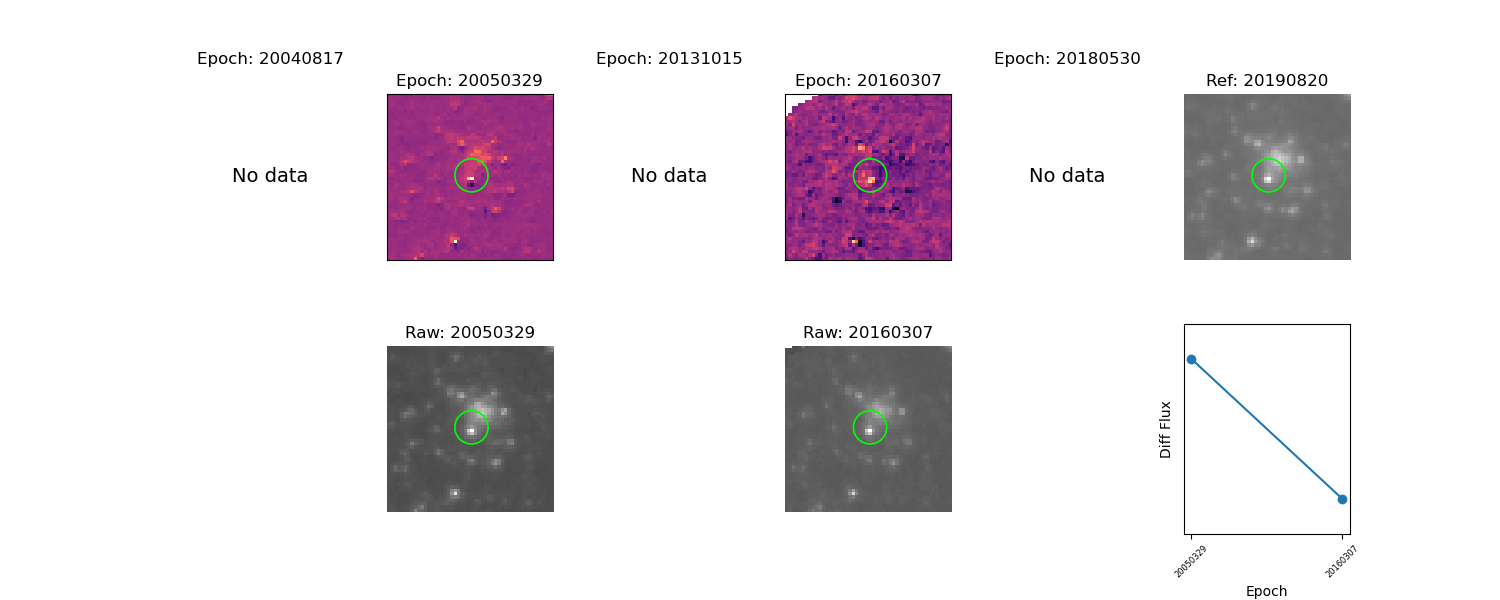 Epoch: 20040817
Epoch: 20050329
Epoch: 20131015
Epoch: 20160307
Epoch: 20180530
Ref: 20190820
No data
No data
No data
Raw: 20050329
Raw: 20160307
Diff Flux
20050329
20160307
Epoch